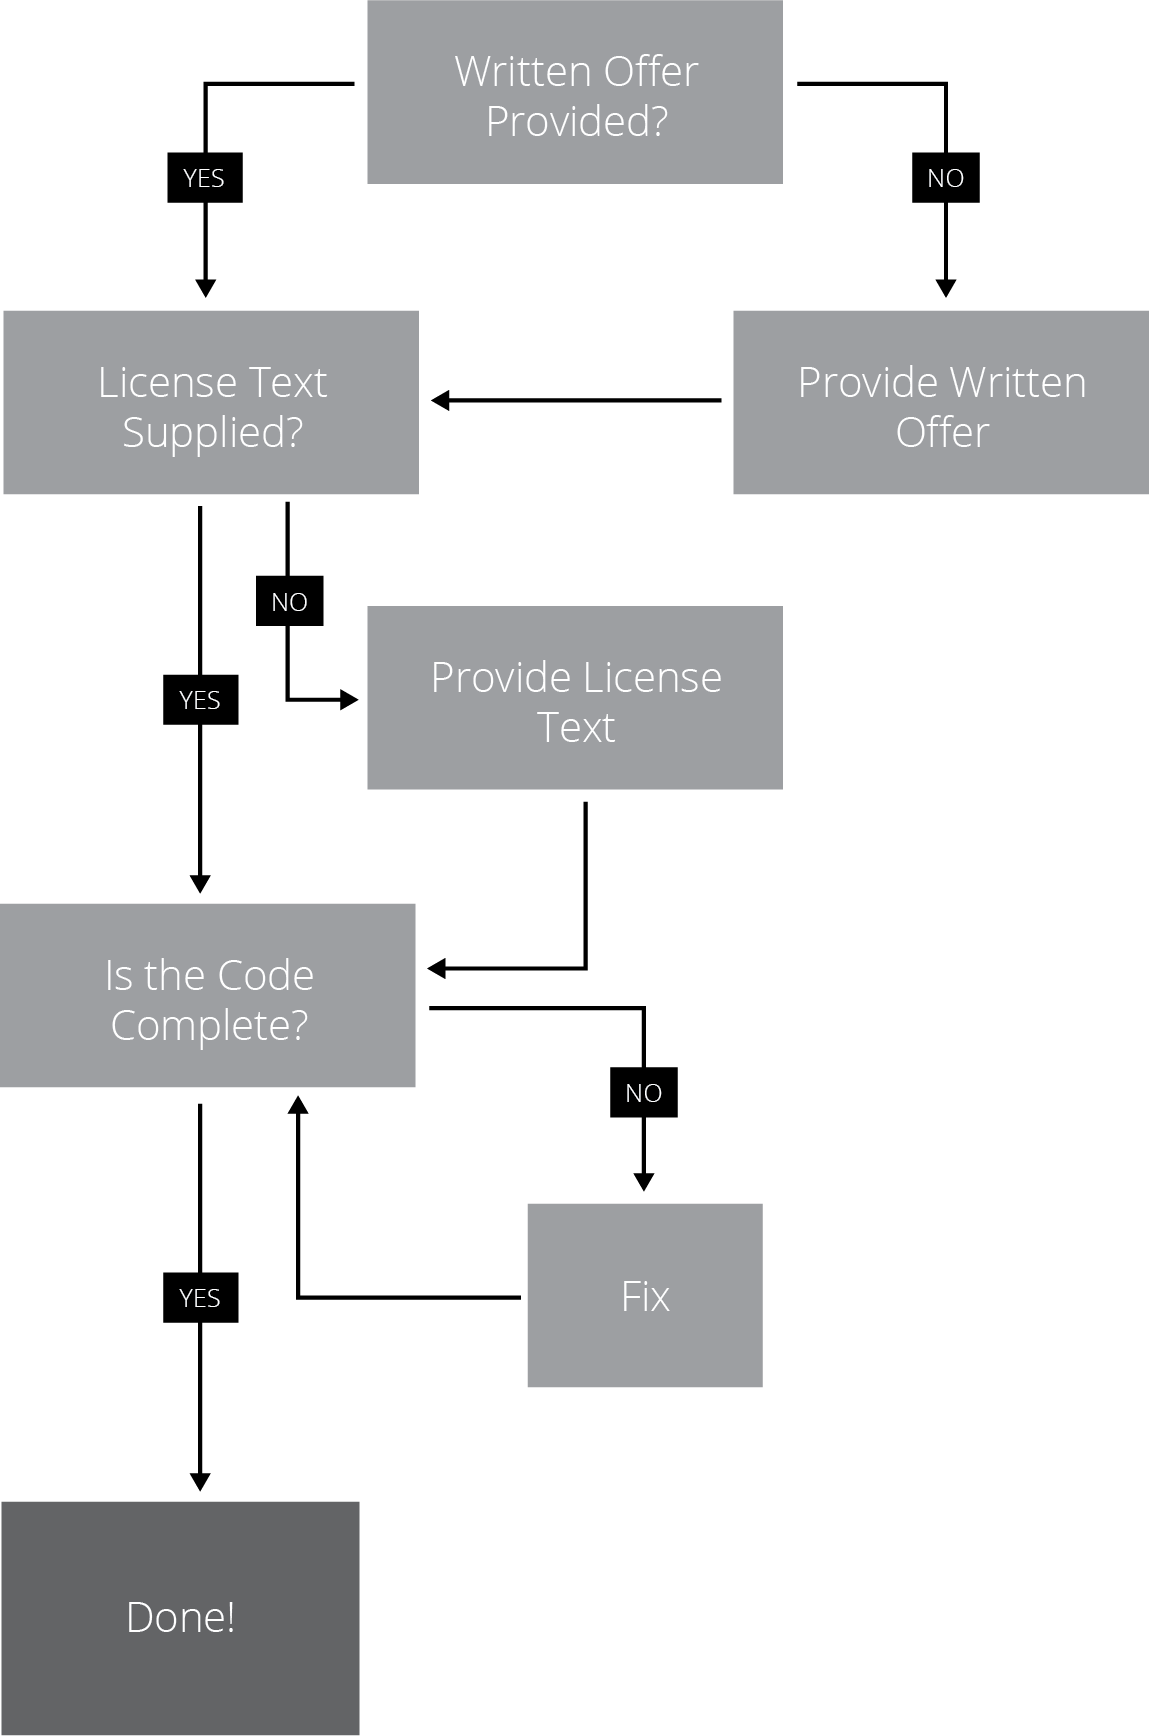 Written Offer
Provided?
YES
NO
License Text
Supplied?
Provide Written
Offer
NO
YES
Provide License
Text
Is the Code
Complete?
NO
YES
Fix
Done!